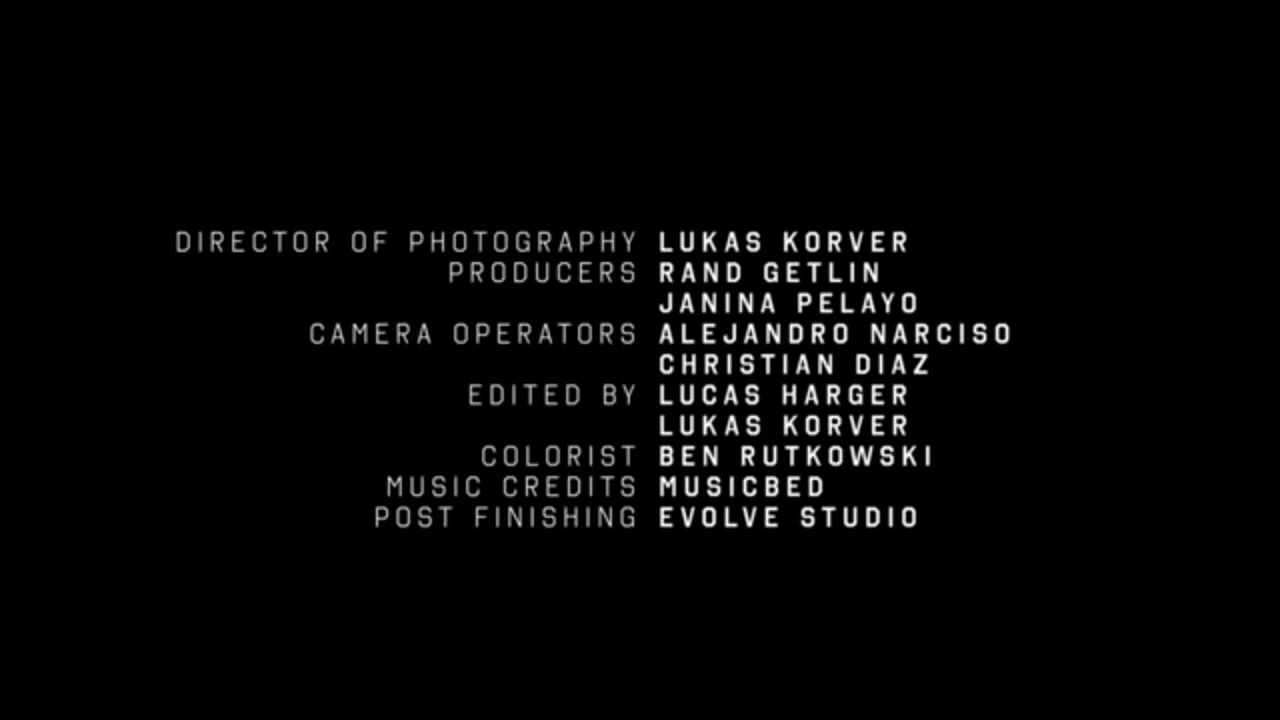 DIRECTOR OF PHOTOGRAPHY LUKAS KORVER
PRODUCERS RAND GETLIN
JANINA PELAYO
CAMERA OPERATORS ALEJANDRO NARCISO
CHRISTIAN DIAZ
EDITED BY LUCAS HARGER
LUKAS KORVER
COLORIST BEN RUTKOWSKI
MUSIC CREDITS MUSICBED
POST FINISHING EVOLVE STUDIO